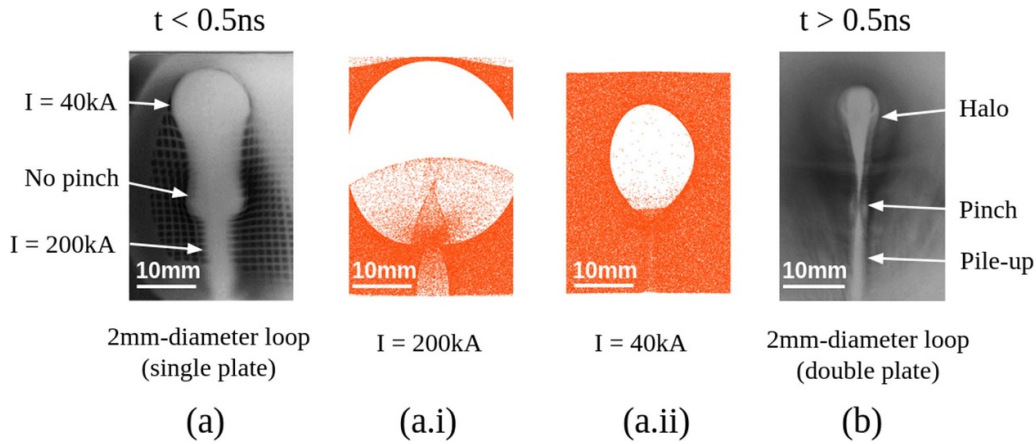 t < 0.5ns
t > 0.5ns
I = 40kA
No pinch
I = 200kA
10mm
10mm
10mm
10mm
Halo
Pinch
Pile-up
2mm-diameter loop
(single plate)
I = 200kA
I = 40kA
2mm-diameter loop
(double plate)
(a)
(a.i)
(a.ii)
(b)